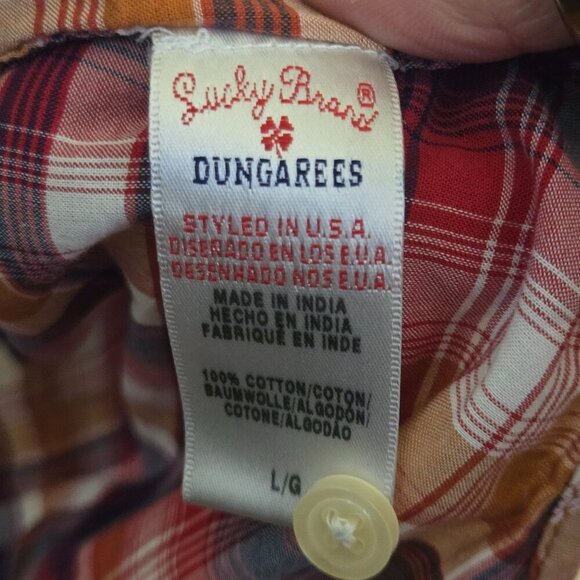 Lucky Brand®
DUNGAREES
STYLED IN U.S.A.
DISEÑADO EN LOS E.U.A.
DESENHADO NOS E.U.A.
MADE IN INDIA
HECHO EN INDIA
FABRIQUÉ EN INDE
100% COTTON/COTON/
BAUMWOLLE/ALGODÓN/
COTONE/ALGODÃO
L/G